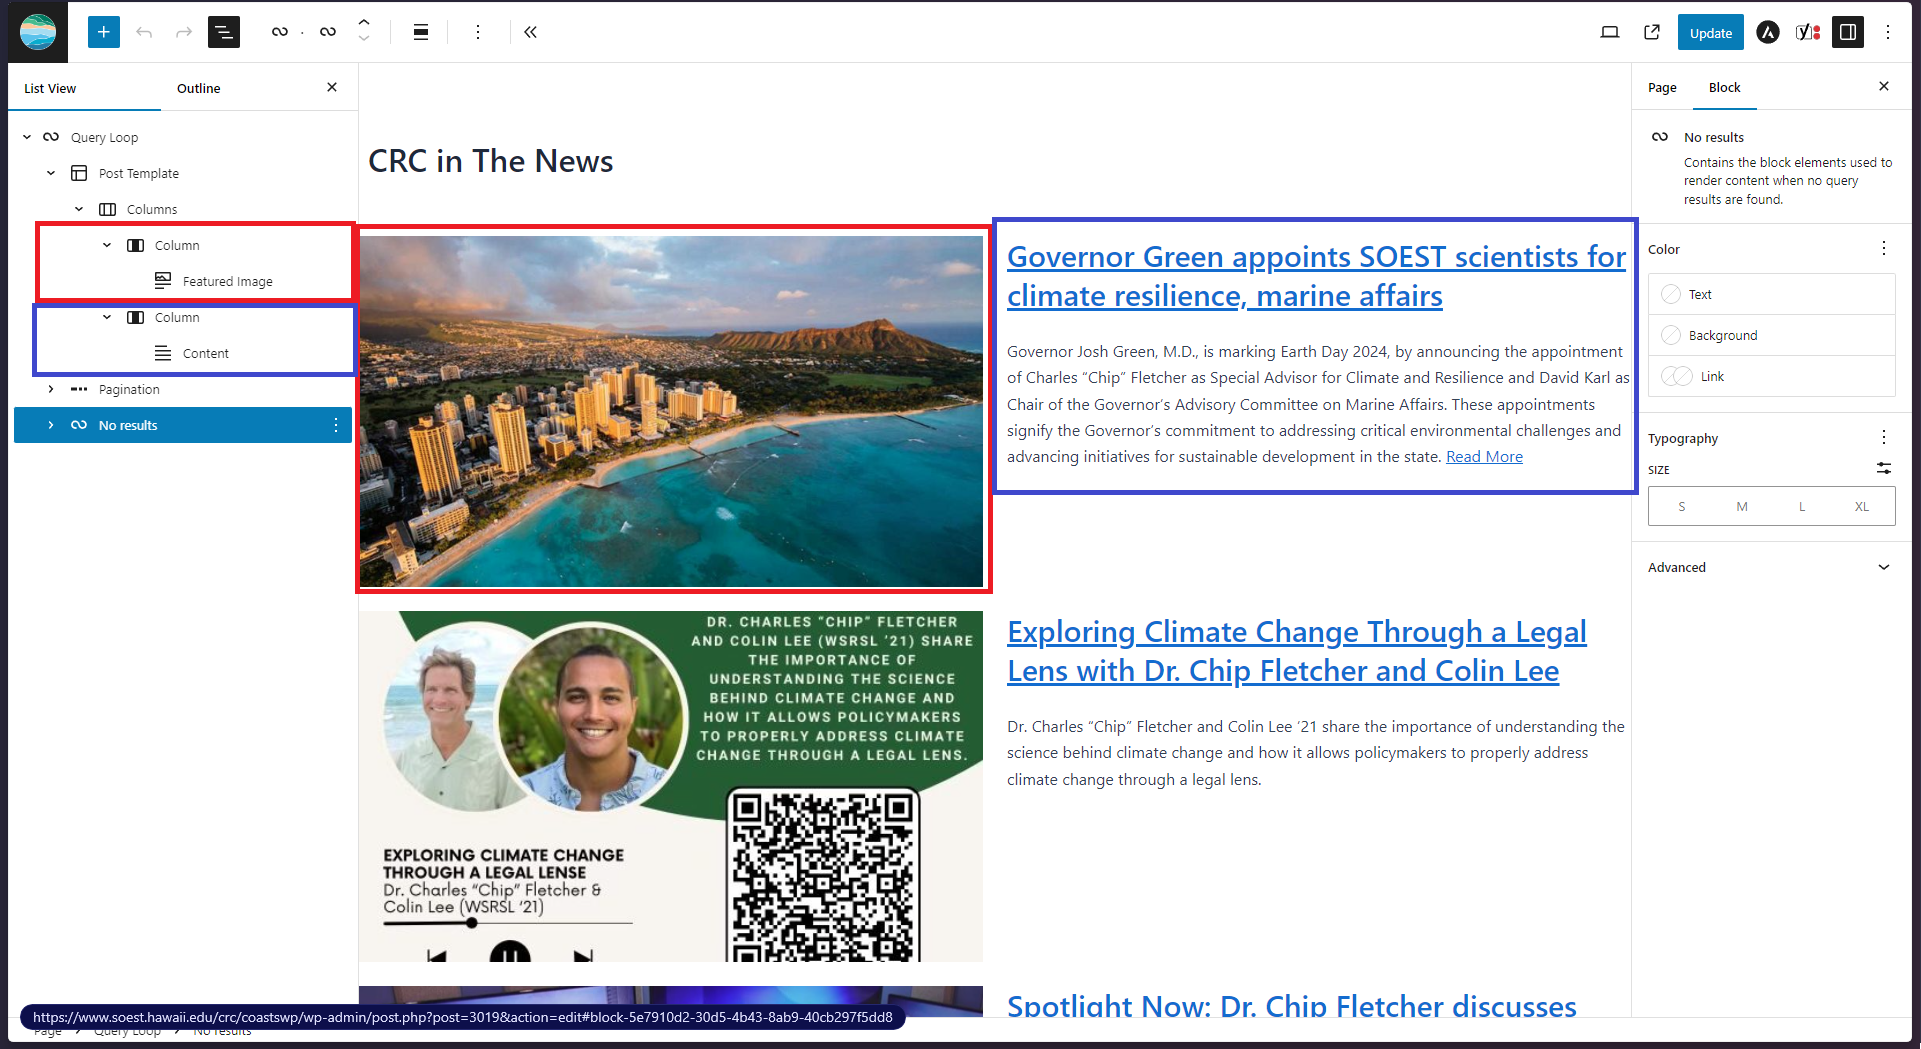 Update
List View
Outline
Query Loop
Post Template
Columns
Column
Featured Image
Column
Content
Pagination
No results
CRC in The News
Governor Green appoints SOEST scientists for
climate resilience, marine affairs
Governor Josh Green, M.D., is marking Earth Day 2024, by announcing the appointment
of Charles “Chip” Fletcher as Special Advisor for Climate and Resilience and David Karl as
Chair of the Governor’s Advisory Committee on Marine Affairs. These appointments
signify the Governor’s commitment to addressing critical environmental challenges and
advancing initiatives for sustainable development in the state. Read More
DR. CHARLES “CHIP” FLETCHER
AND COLIN LEE (WSRSL ’21) SHARE
THE IMPORTANCE OF
UNDERSTANDING THE SCIENCE
BEHIND CLIMATE CHANGE AND
HOW IT ALLOWS POLICYMAKERS
TO PROPERLY ADDRESS CLIMATE
CHANGE THROUGH A LEGAL LENS.
EXPLORING CLIMATE CHANGE
THROUGH A LEGAL LENSE
Dr. Charles “Chip” Fletcher &
Colin Lee (WSRSL ’21)
Exploring Climate Change Through a Legal
Lens with Dr. Chip Fletcher and Colin Lee
Dr. Charles “Chip” Fletcher and Colin Lee ’21 share the importance of understanding the
science behind climate change and how it allows policymakers to properly address
climate change through a legal lens.
Spotlight Now: Dr. Chip Fletcher discusses
Page
Block
No results
Contains the block elements used to
render content when no query
results are found.
Color
Text
Background
Link
Typography
SIZE
S M L XL
Advanced
https://www.soest.hawaii.edu/crc/coastswp/wp-admin/post.php?post=3019&action=edit#block-5e7910d2-30d5-4b43-8ab9-40cb297f5dd8
Page Query Loop No results